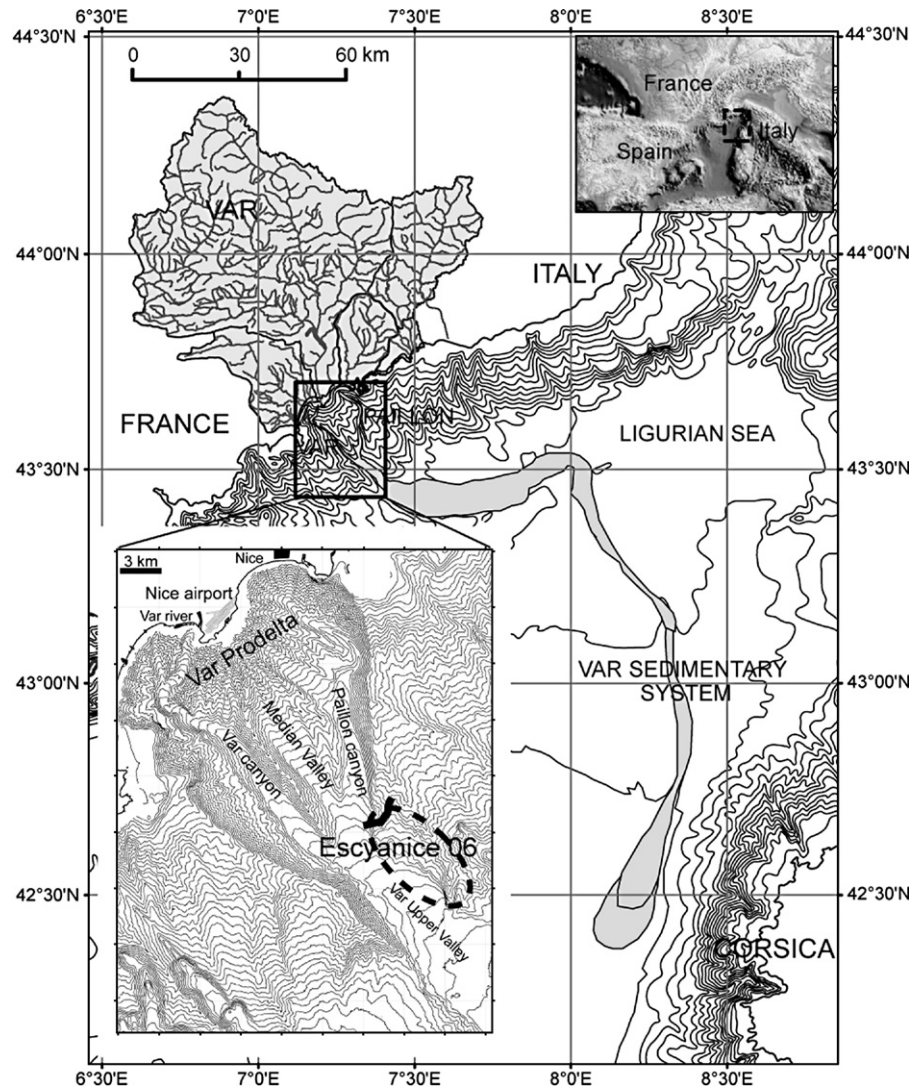 6°30'E 7°0'E 7°30'E 8°0'E 8°30'E
44°30'N
44°30'N
0 30 60 km
France
Italy
Spain
VAR
44°00'N
44°00'N
ITALY
FRANCE
PAILLON
LIGURIAN SEA
43°30'N
43°30'N
3 km
Nice
Nice airport
Var river
Var Prodelta
Median Valley
Paillon canyon
Var canyon
Escyanice 06
Var Upper Valley
43°00'N
43°00'N
VAR SEDIMENTARY
SYSTEM
42°30'N
42°30'N
CORSICA
6°30'E 7°0'E 7°30'E 8°0'E 8°30'E